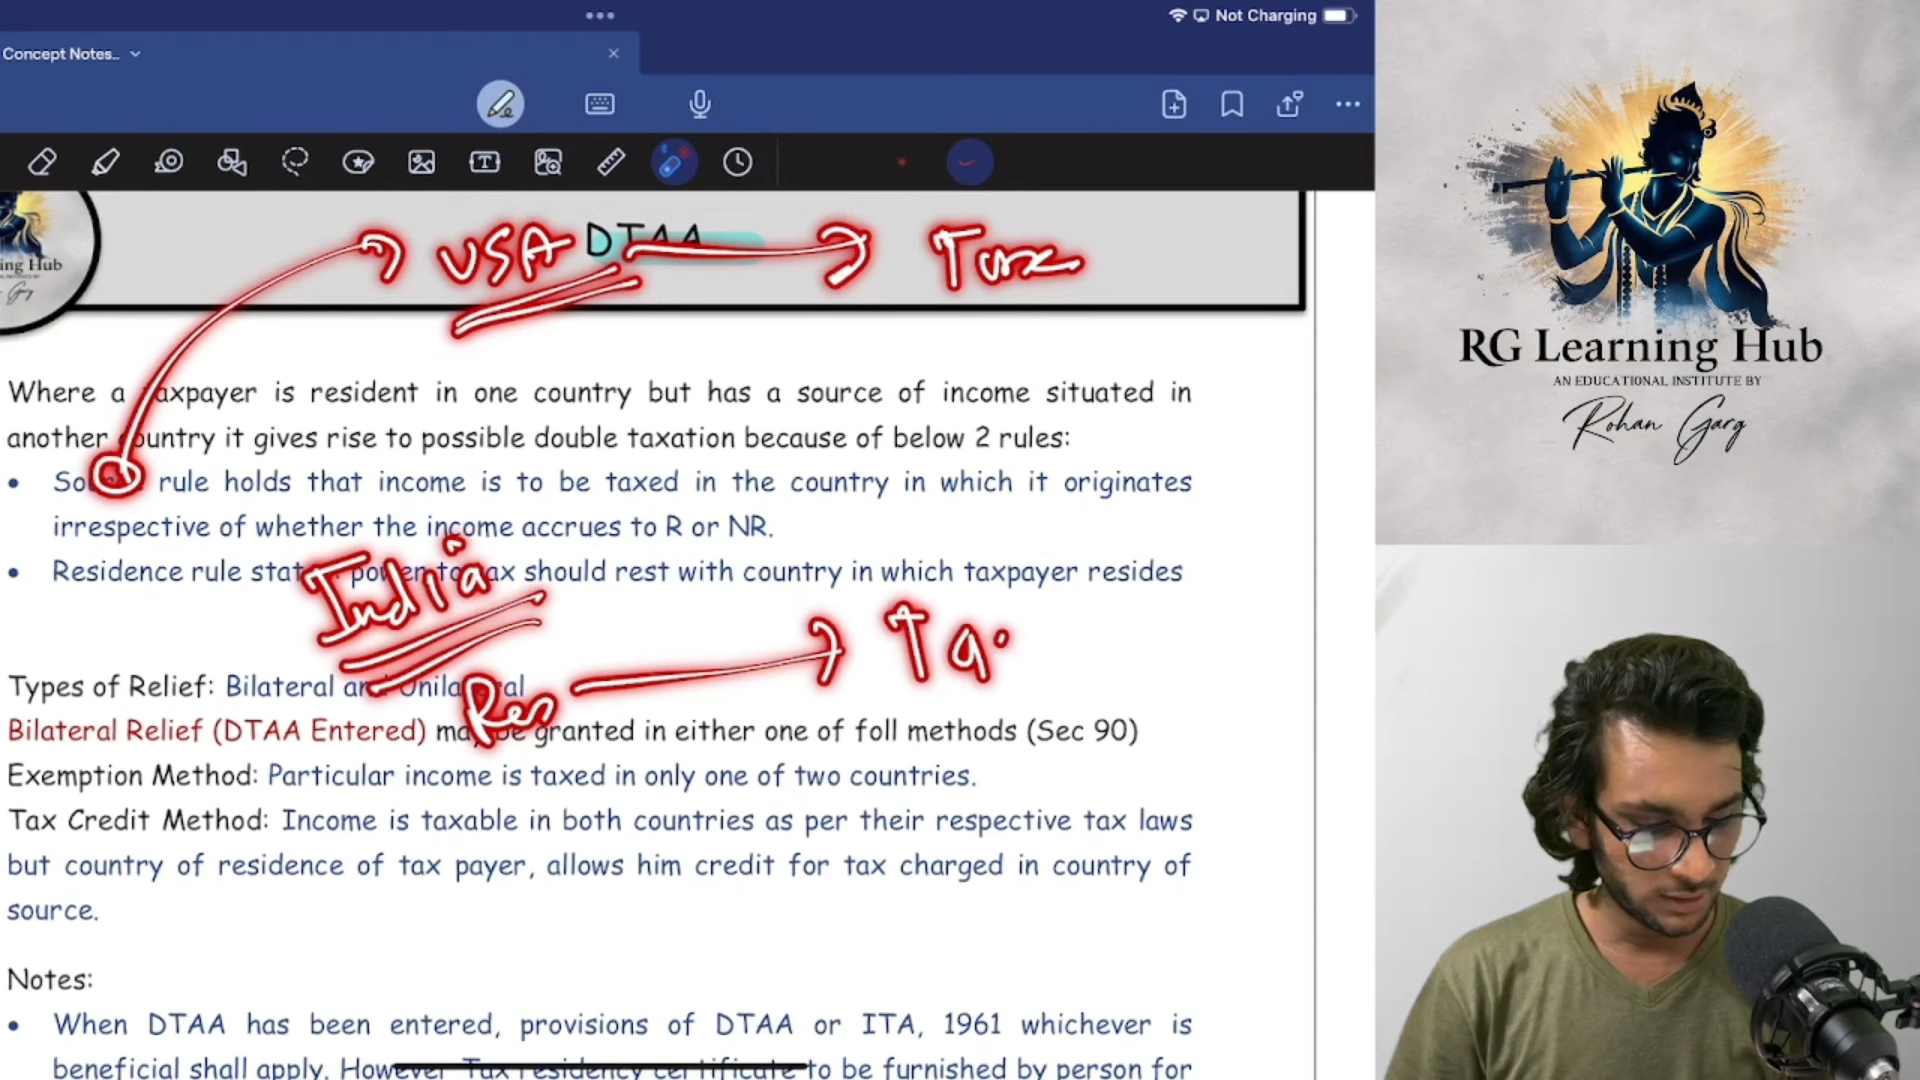 Not Charging
Concept Notes..
DTAA
USA
Tax
ing Hub
Where a taxpayer is resident in one country but has a source of income situated in
another country it gives rise to possible double taxation because of below 2 rules:
rule holds that income is to be taxed in the country in which it originates
irrespective of whether the income accrues to R or NR.
Residence rule power to tax should rest with country in which taxpayer resides
India
Ta
Res
Types of Relief: Bilateral and Unilateral
Bilateral Relief (DTAA Entered) may be granted in either one of foll methods (Sec 90)
Exemption Method: Particular income is taxed in only one of two countries.
Tax Credit Method: Income is taxable in both countries as per their respective tax laws
but country of residence of tax payer, allows him credit for tax charged in country of
source.
Notes:
When DTAA has been entered, provisions of DTAA or ITA, 1961 whichever is
beneficial shall apply. However Tax residency certificate to be furnished by person for
RG Learning Hub
AN EDUCATIONAL INSTITUTE BY
Rohan Garg